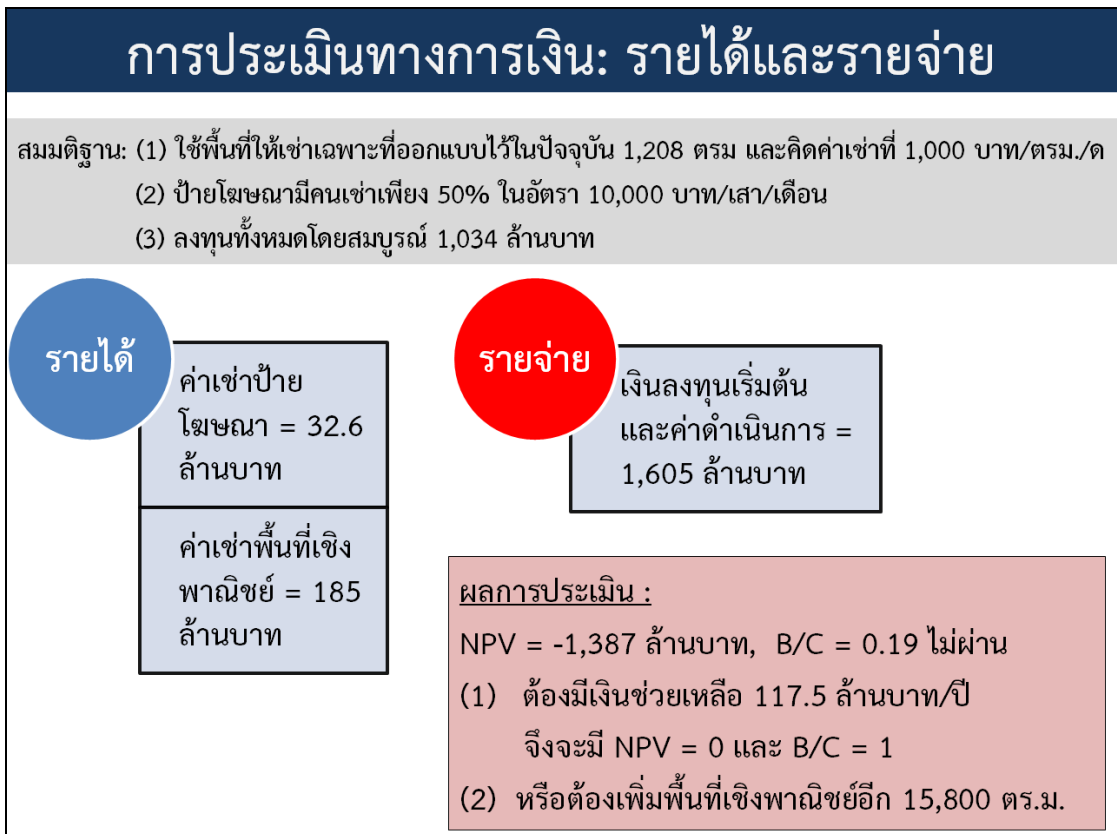 การประเมินทางการเงิน: รายได้และรายจ่าย
สมมติฐาน: (1) ใช้พื้นที่ให้เช่าเฉพาะที่ออกแบบไว้ในปัจจุบัน 1,208 ตรม และคิดค่าเช่าที่ 1,000 บาท/ตรม./ด
(2) ป้ายโฆษณามีคนเช่าเพียง 50% ในอัตรา 10,000 บาท/เสา/เดือน
(3) ลงทุนทั้งหมดโดยสมบูรณ์ 1,034 ล้านบาท
รายได้
ค่าเช่าป้าย
โฆษณา = 32.6
ล้านบาท
ค่าเช่าพื้นที่เชิง
พาณิชย์ = 185
ล้านบาท
รายจ่าย
เงินลงทุนเริ่มต้น
และค่าดำเนินการ =
1,605 ล้านบาท
ผลการประเมิน :
NPV = -1,387 ล้านบาท, B/C = 0.19 ไม่ผ่าน
(1) ต้องมีเงินช่วยเหลือ 117.5 ล้านบาท/ปี
จึงจะมี NPV = 0 และ B/C = 1
(2) หรือต้องเพิ่มพื้นที่เชิงพาณิชย์อีก 15,800 ตร.ม.